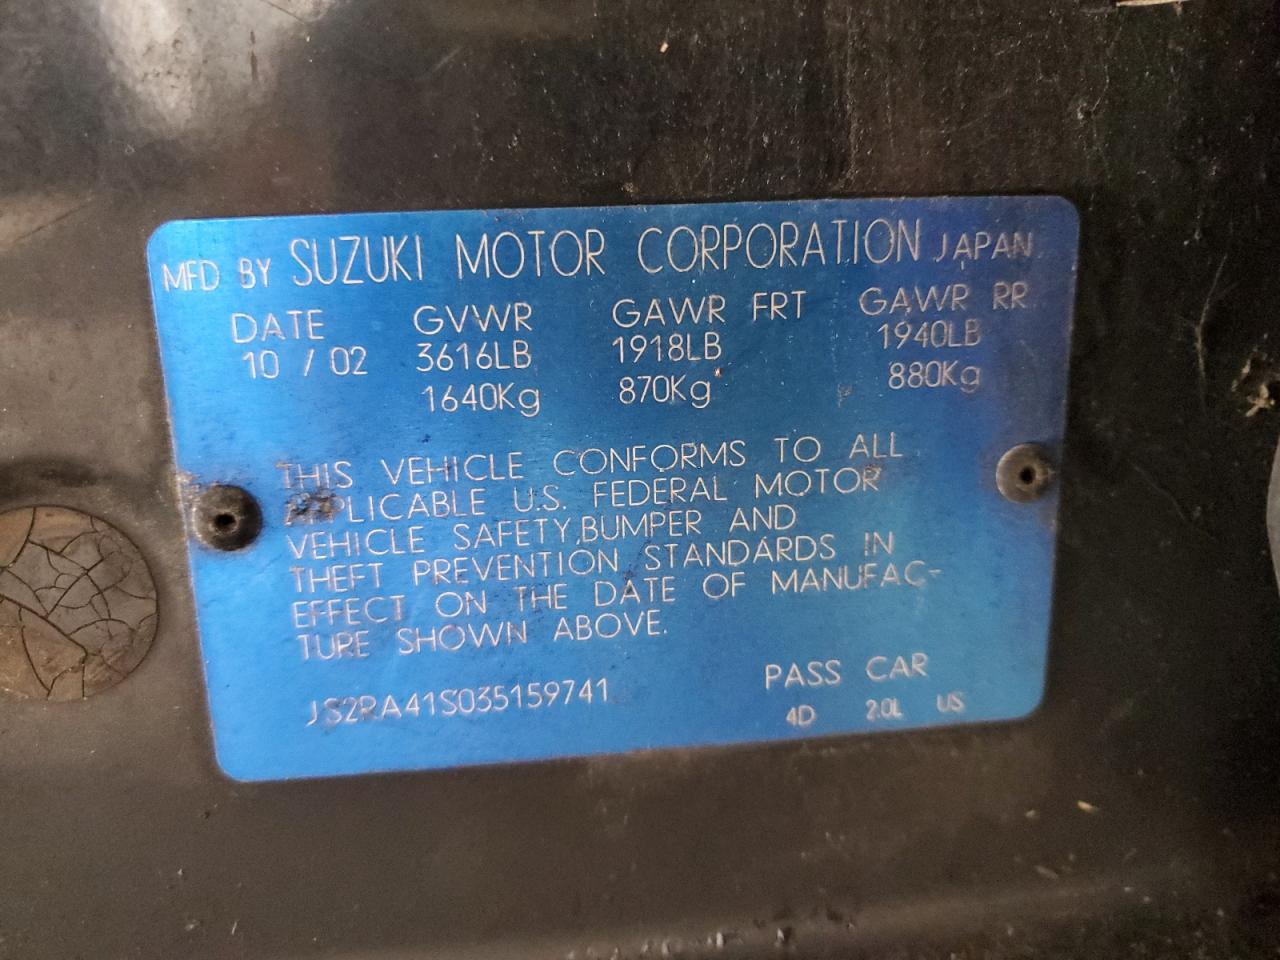 MFD BY SUZUKI MOTOR CORPORATION JAPAN
DATE GVWR GAWR FRT GAWR RR
10 / 02 3616LB 1918LB 1940LB
1640Kg 870Kg 880Kg
THIS VEHICLE CONFORMS TO ALL
APPLICABLE U.S. FEDERAL MOTOR
VEHICLE SAFETY,BUMPER AND
THEFT PREVENTION STANDARDS IN
EFFECT ON THE DATE OF MANUFAC-
TURE SHOWN ABOVE.
JS2RA41S035159741 PASS CAR
4D 2.0L US